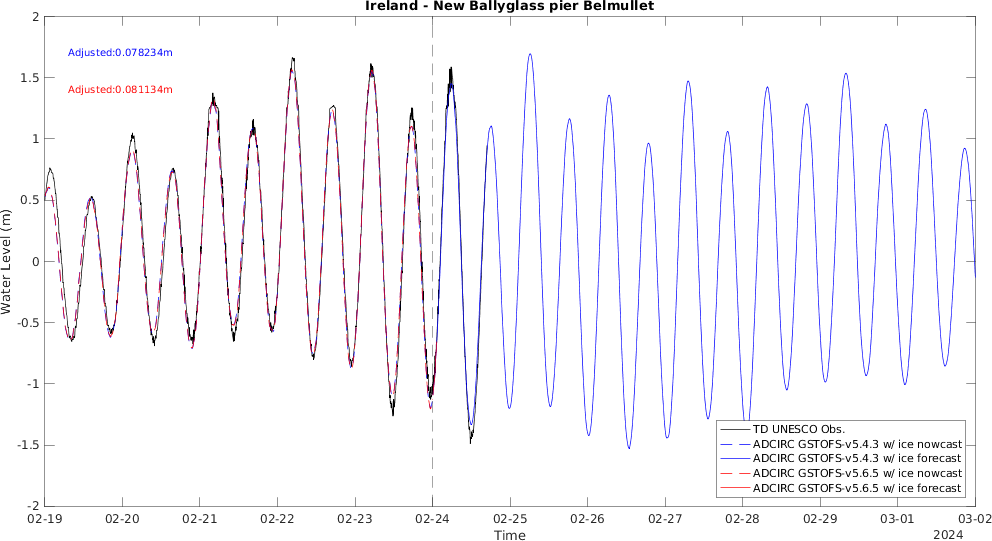 Ireland - New Ballyglass pier Belmullet
2
1.5
1
0.5
0
-0.5
-1
-1.5
-2
Water Level (m)
Adjusted:0.078234m
Adjusted:0.081134m
TD UNESCO Obs.
ADCIRC GSTOFS-v5.4.3 w/ ice nowcast
ADCIRC GSTOFS-v5.4.3 w/ ice forecast
ADCIRC GSTOFS-v5.6.5 w/ ice nowcast
ADCIRC GSTOFS-v5.6.5 w/ ice forecast
02-19 02-20 02-21 02-22 02-23 02-24 02-25 02-26 02-27 02-28 02-29 03-01 03-02
Time 2024